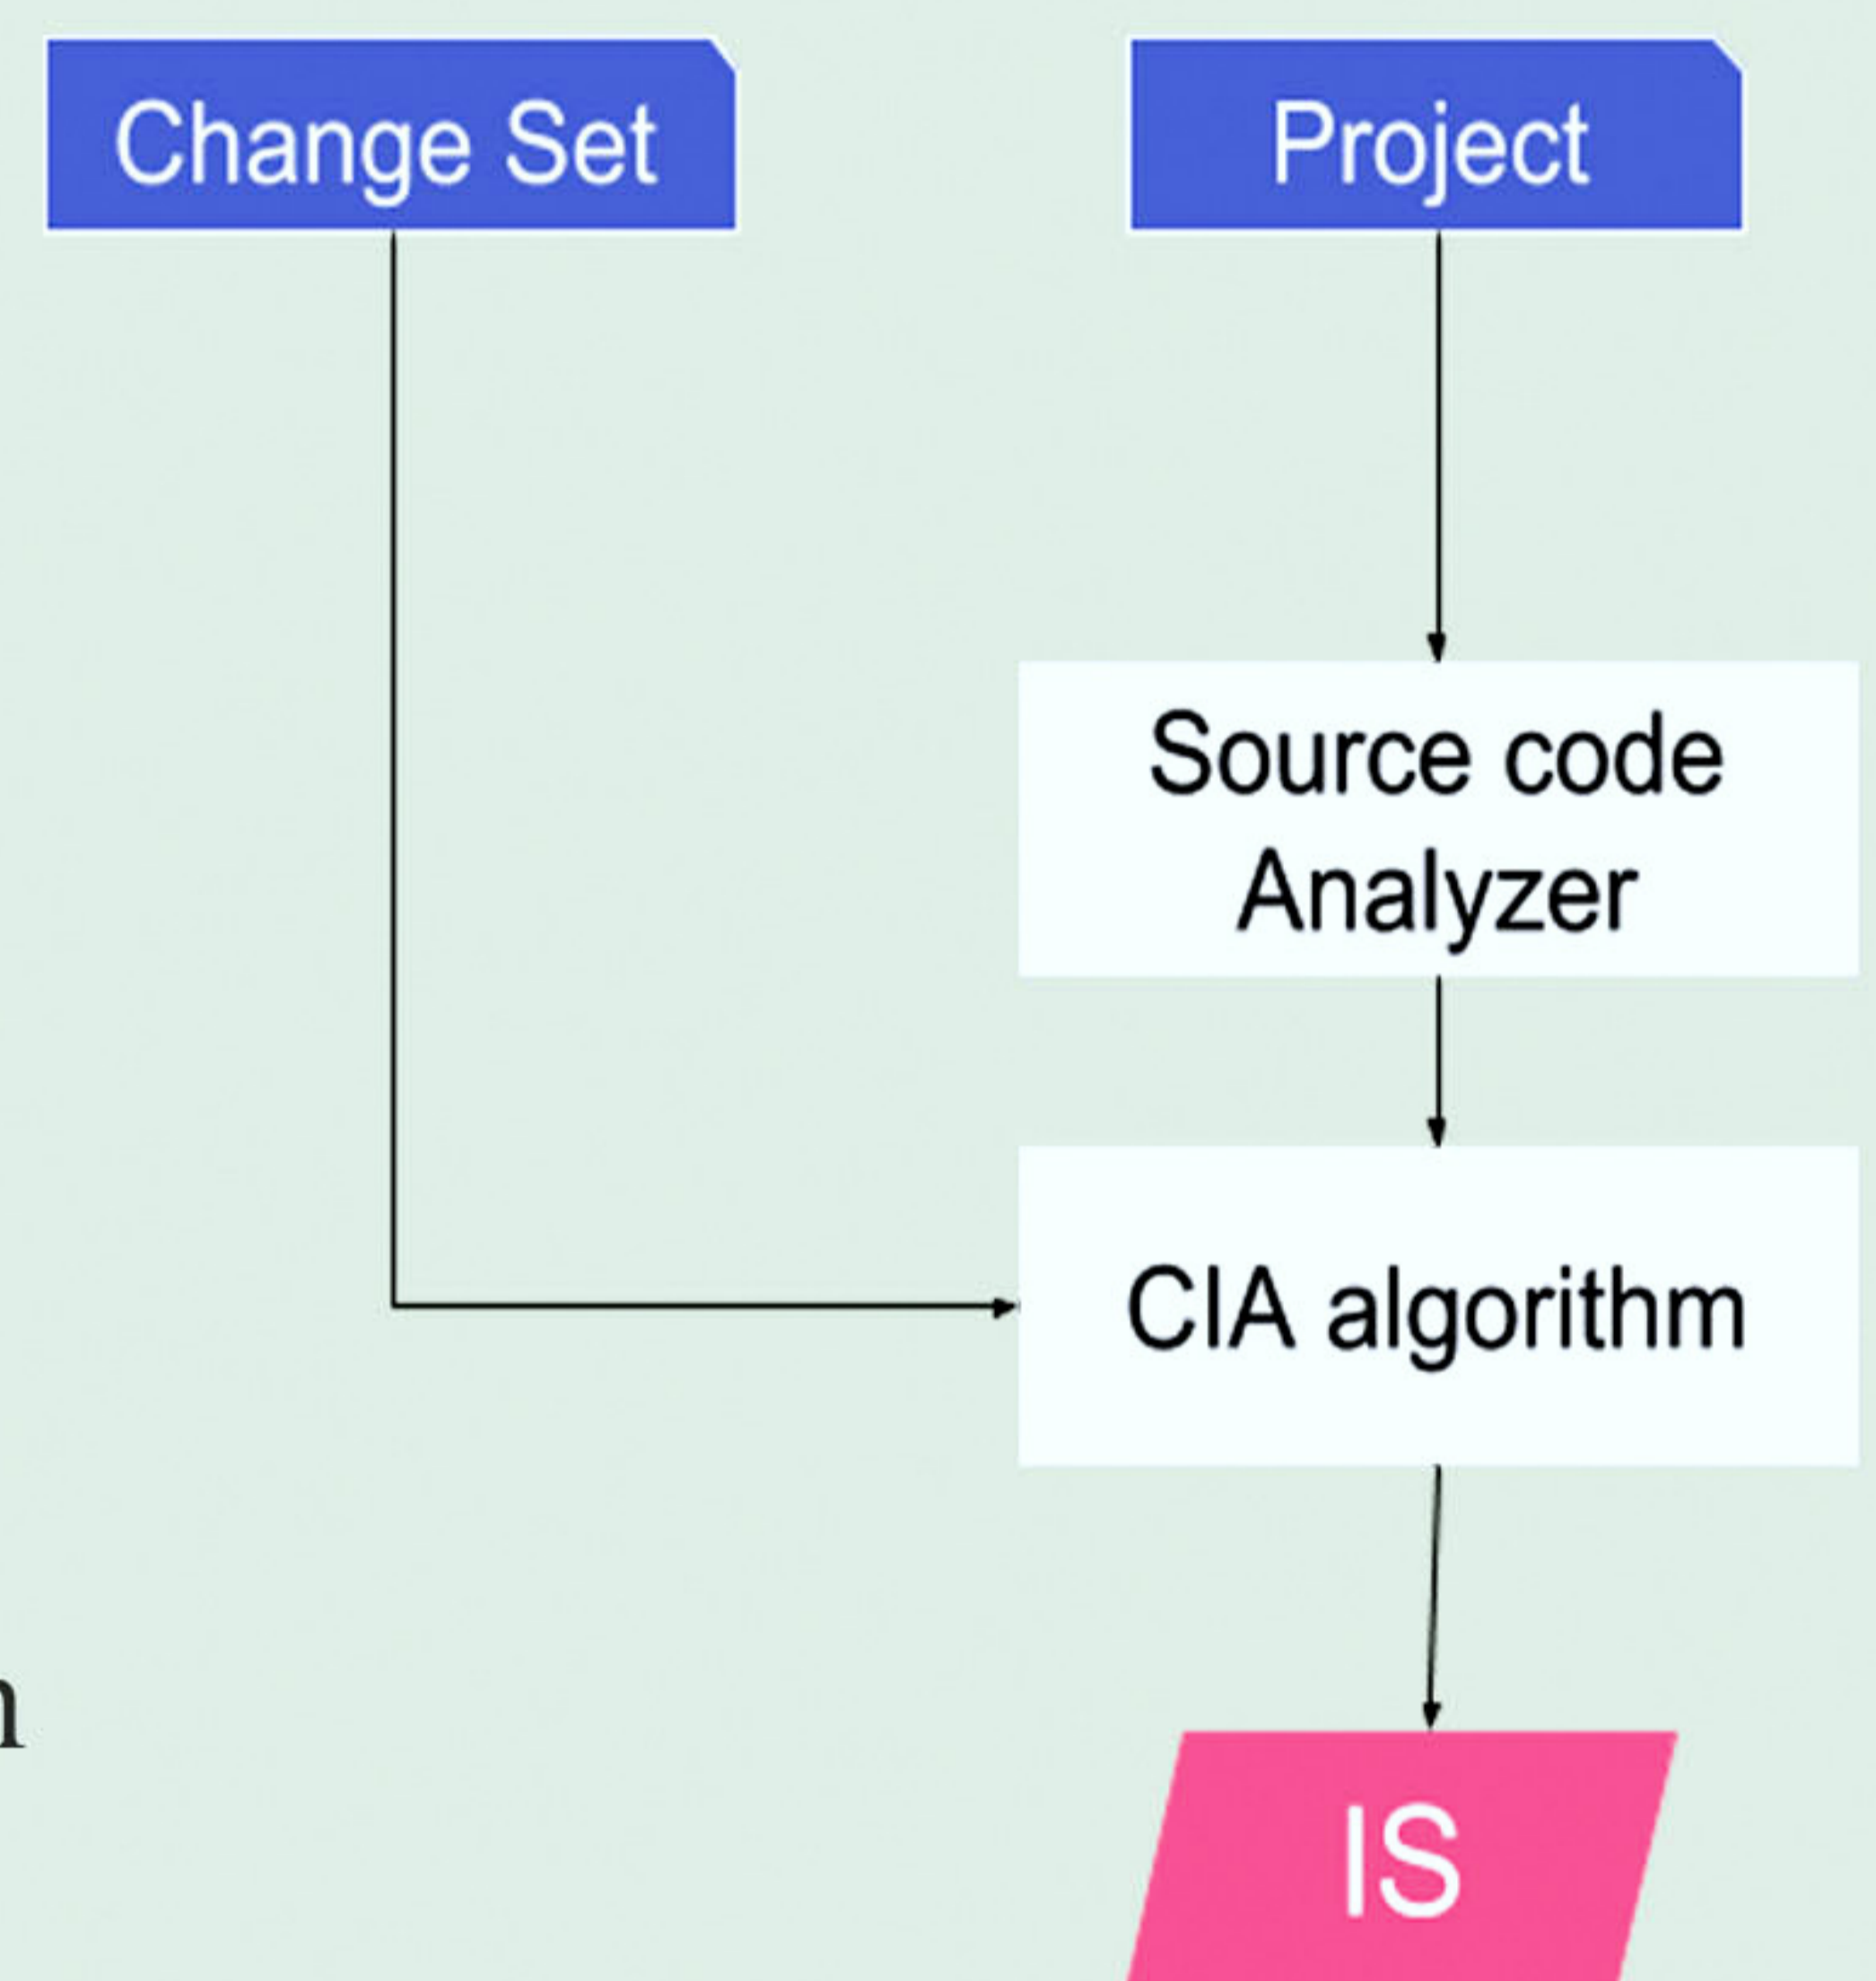 Change Set
Project
Source code
Analyzer
CIA algorithm
n
IS